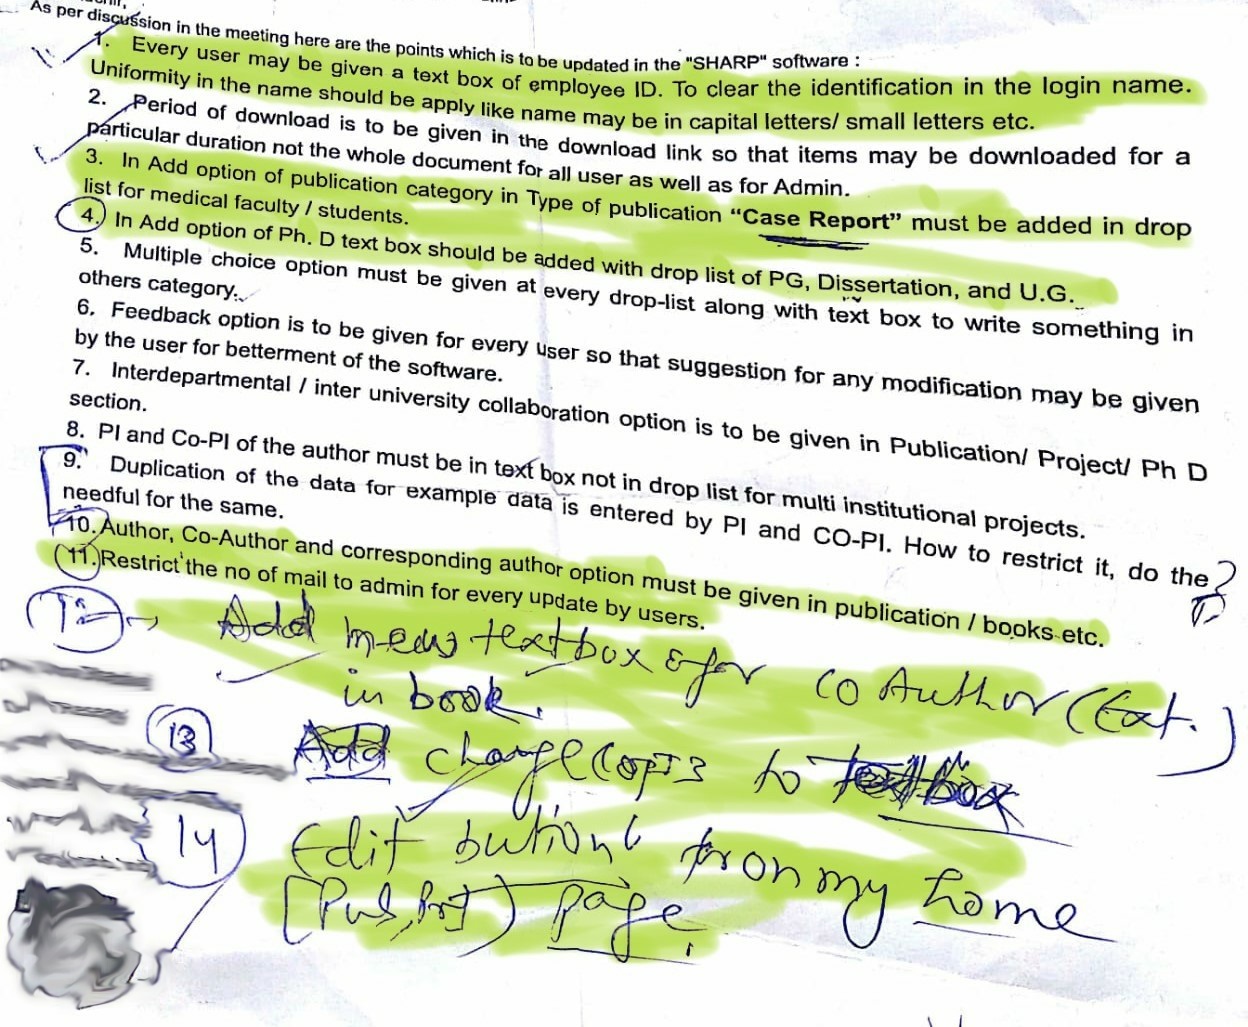 As per discussion in the meeting here are the points which is to be updated in the "SHARP" software :
1. Every user may be given a text box of employee ID. To clear the identification in the login name.
Uniformity in the name should be apply like name may be in capital letters/ small letters etc.
2. Period of download is to be given in the download link so that items may be downloaded for a
particular duration not the whole document for all user as well as for Admin.
3. In Add option of publication category in Type of publication “Case Report” must be added in drop
list for medical faculty / students.
4. In Add option of Ph. D text box should be added with drop list of PG, Dissertation, and U.G.
5. Multiple choice option must be given at every drop-list along with text box to write something in
others category.
6. Feedback option is to be given for every user so that suggestion for any modification may be given
by the user for betterment of the software.
7. Interdepartmental / inter university collaboration option is to be given in Publication/ Project/ Ph D
section.
8. PI and Co-PI of the author must be in text box not in drop list for multi institutional projects.
9. Duplication of the data for example data is entered by PI and CO-PI. How to restrict it, do the ?
needful for the same.
10. Author, Co-Author and corresponding author option must be given in publication / books etc.
11. Restrict the no of mail to admin for every update by users.
12 Add new textbox for co Author (Ext.)
in book.
13 Add change to textbox
14 Edit button from my home
page.